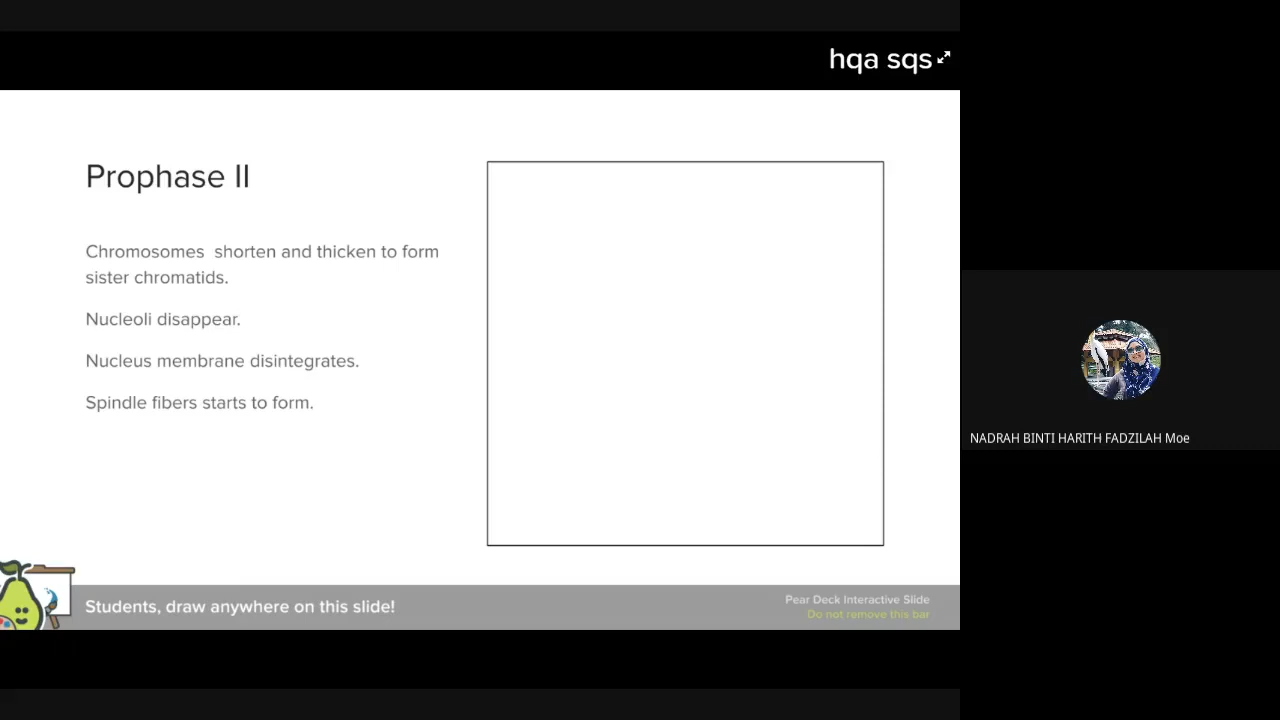 hqa sqs
Prophase II
Chromosomes  shorten and thicken to form
sister chromatids.
Nucleoli disappear.
Nucleus membrane disintegrates.
Spindle fibers starts to form.
Students, draw anywhere on this slide!
Pear Deck Interactive Slide
Do not remove this bar
NADRAH BINTI HARITH FADZILAH Moe